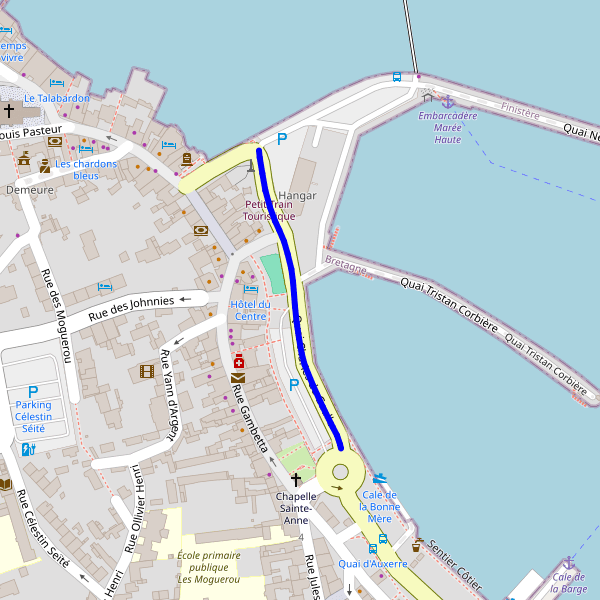 emps
vivre
Le Talabardon
Embarcadère
Marée
Haute
Finistère
Quai Ne
ouis Pasteur
Les chardons
bleus
Demeure
P
Hangar
Petit Train
Touristique
Bretagne
Quai Tristan Corbière
Quai Tristan Corbière
Rue des Moguerou
Rue des Johnnies
Hôtel du
Centre
Rue Yann d'Argent
P
P
Parking
Célestin
Séité
Rue Gambetta
Rue Ollivier Henri
Rue Célestin Seité
Chapelle
Sainte-
Anne
Cale de
la Bonne
Mère
4
École primaire
publique
Les Moguerou
Henri
Rue Jules
Quai d'Auxerre
Sentier Côtier
Cale de
la Barge